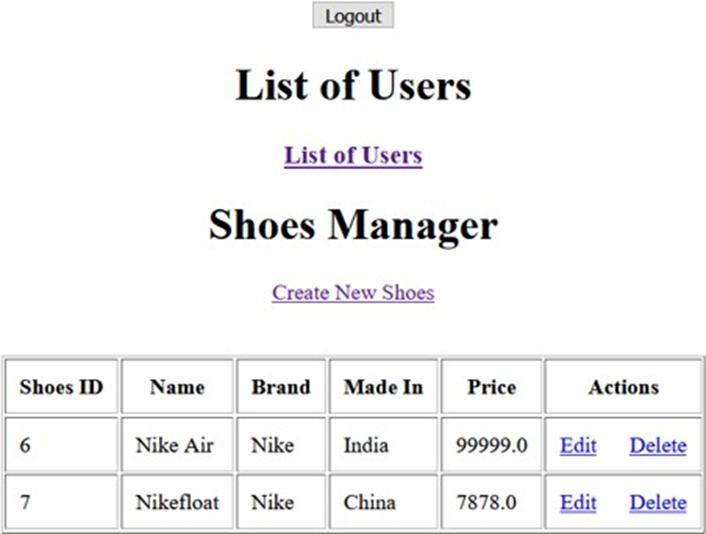 Logout
List of Users
List of Users
Shoes Manager
Create New Shoes
Shoes ID Name Brand Made In Price Actions
6 Nike Air Nike India 99999.0 Edit Delete
7 Nikefloat Nike China 7878.0 Edit Delete